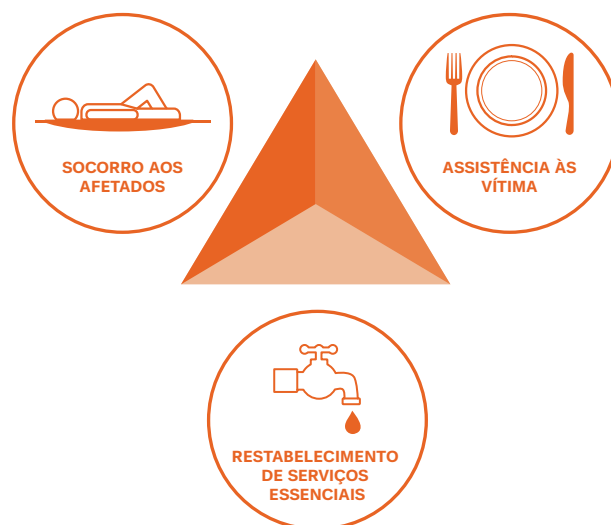 SOCORRO AOS
AFETADOS
ASSISTÊNCIA ÀS
VÍTIMA
RESTABELECIMENTO
DE SERVIÇOS
ESSENCIAIS